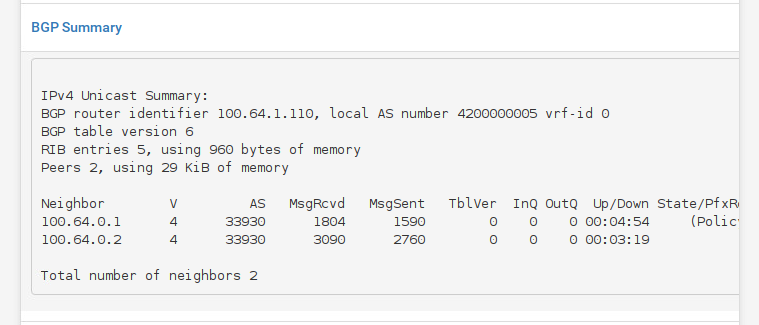 BGP Summary
IPv4 Unicast Summary:
BGP router identifier 100.64.1.110, local AS number 4200000005 vrf-id 0
BGP table version 6
RIB entries 5, using 960 bytes of memory
Peers 2, using 29 KiB of memory
Neighbor V AS MsgRcvd MsgSent TblVer InQ OutQ Up/Down State/PfxR
100.64.0.1 4 33930 1804 1590 0 0 0 00:04:54 (Polic
100.64.0.2 4 33930 3090 2760 0 0 0 00:03:19
Total number of neighbors 2